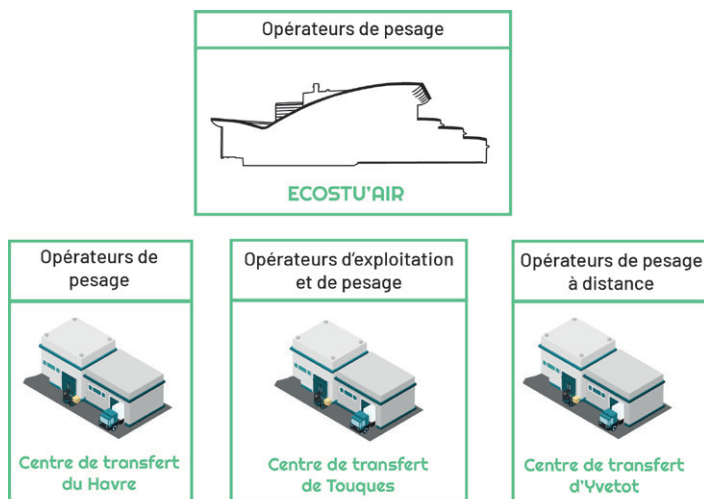 Opérateurs de pesage
ECOSTU'AIR
Opérateurs de
pesage
Centre de transfert
du Havre
Opérateurs d'exploitation
et de pesage
Centre de transfert
de Touques
Opérateurs de pesage
à distance
Centre de transfert
d'Yvetot